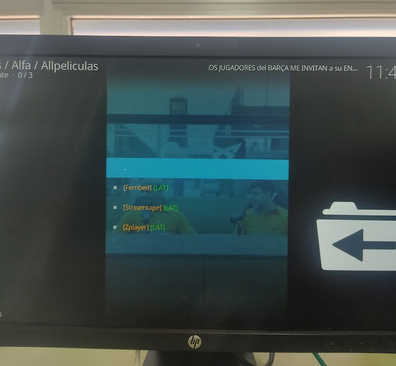 / Alfa / Allpeliculas
OS JUGADORES del BARÇA ME INVITAN a su EN...
11:4
· 0 / 3
..
[Fembed] [LAT]
[Streamtape] [LAT]
[Zplayer] [LAT]
hp